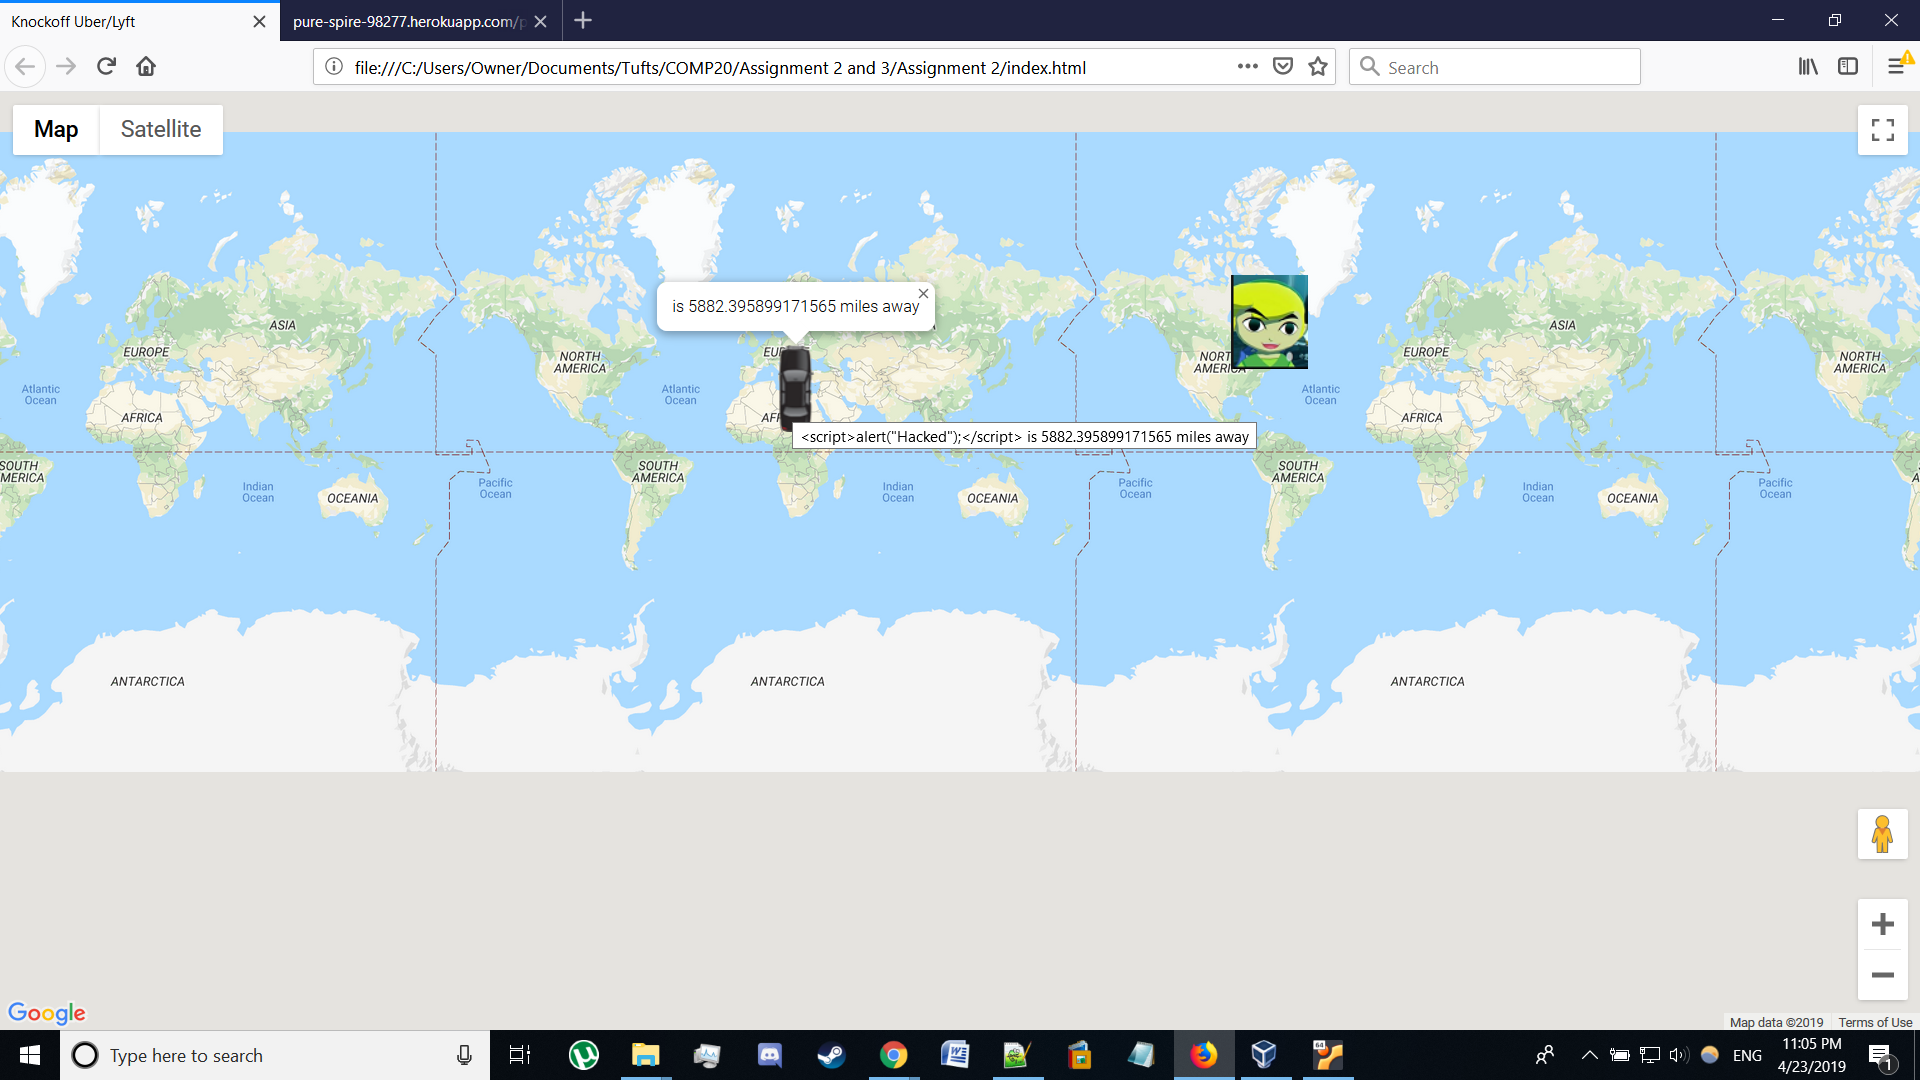 Knockoff Uber/Lyft
pure-spire-98277.herokuapp.com/p
file:///C:/Users/Owner/Documents/Tufts/COMP20/Assignment 2 and 3/Assignment 2/index.html
Search
Map
Satellite
is 5882.395899171565 miles away
<script>alert("Hacked");</script> is 5882.395899171565 miles away
ASIA
ASIA
EUROPE
NORTH
AMERICA
EUROPE
NORTH
AMERICA
Atlantic
Ocean
Atlantic
Ocean
Atlantic
Ocean
AFRICA
AFRICA
SOUTH
AMERICA
SOUTH
AMERICA
SOUTH
AMERICA
Indian
Ocean
OCEANIA
Pacific
Ocean
Indian
Ocean
OCEANIA
Pacific
Ocean
Indian
Ocean
OCEANIA
Pacific
Ocean
ANTARCTICA
ANTARCTICA
ANTARCTICA
Google
Map data ©2019
Terms of Use
Type here to search
64
ENG
11:05 PM
4/23/2019
1